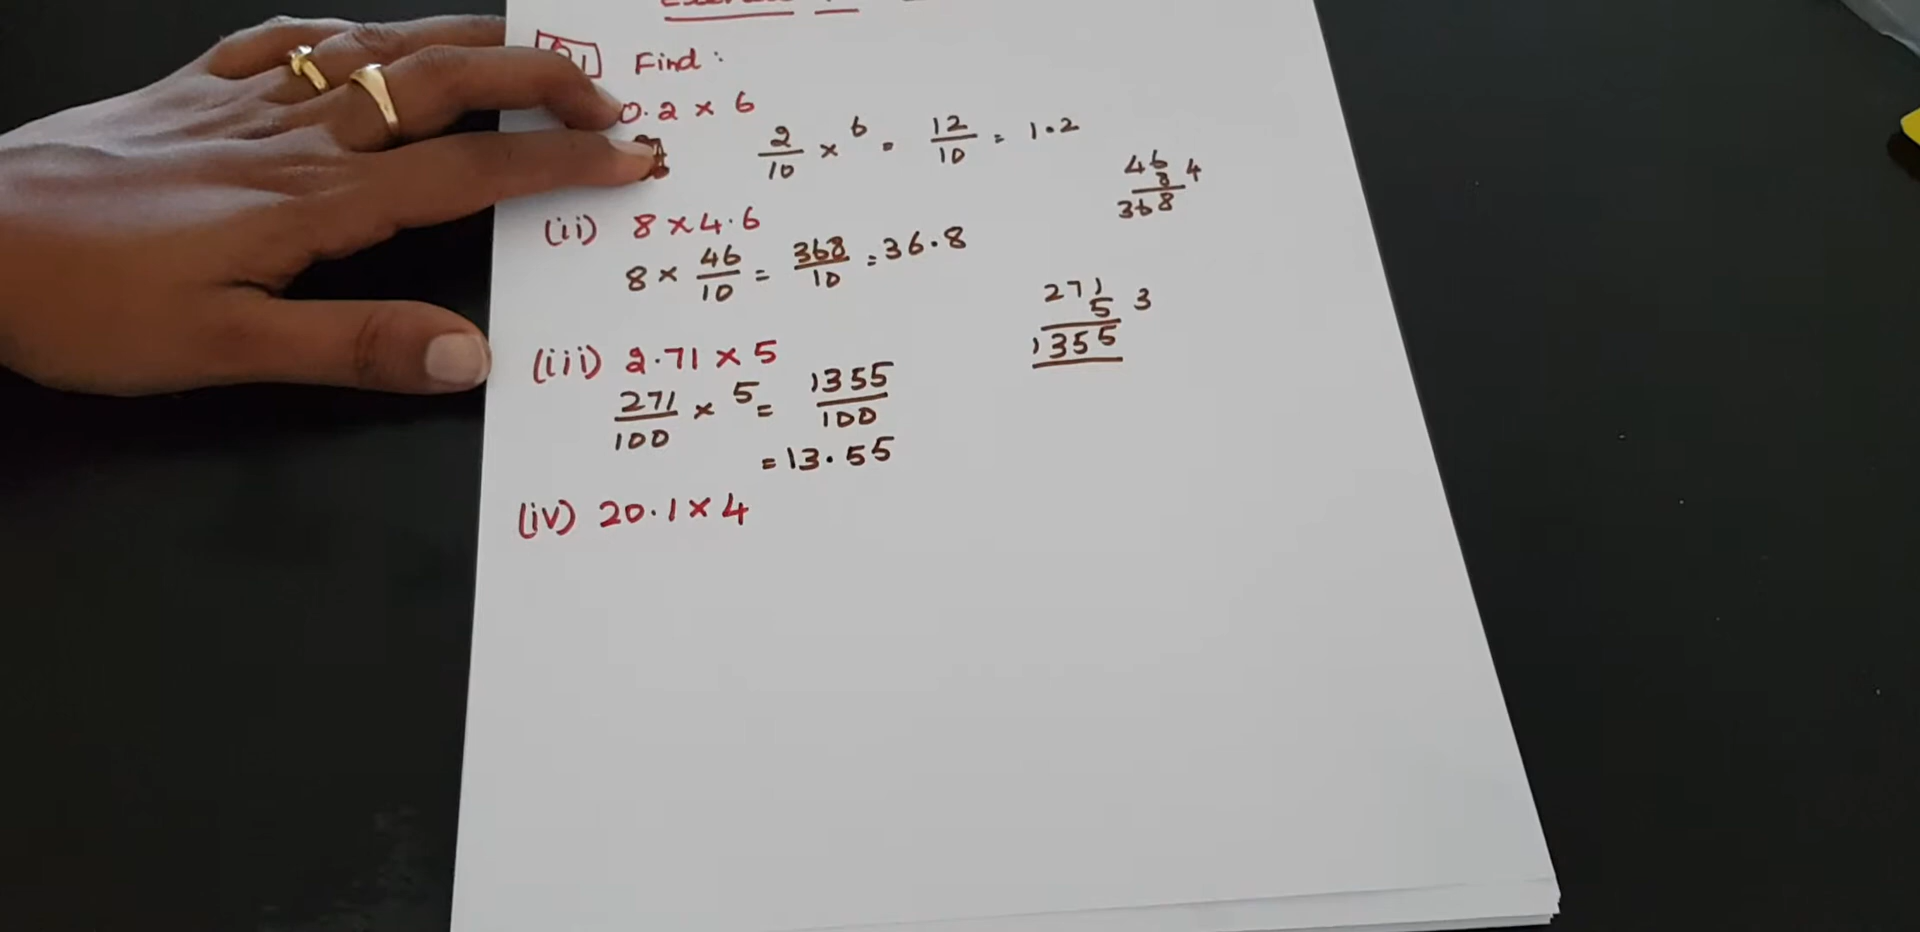 Find :
0.2 × 6
2/10 × 6 = 12/10 = 1.2
46
8 4
368
(ii) 8 × 4.6
8 × 46/10 = 368/10 = 36.8
271
5 3
1355
(iii) 2.71 × 5
271/100 × 5 = 1355/100
= 13.55
(iv) 20.1 × 4